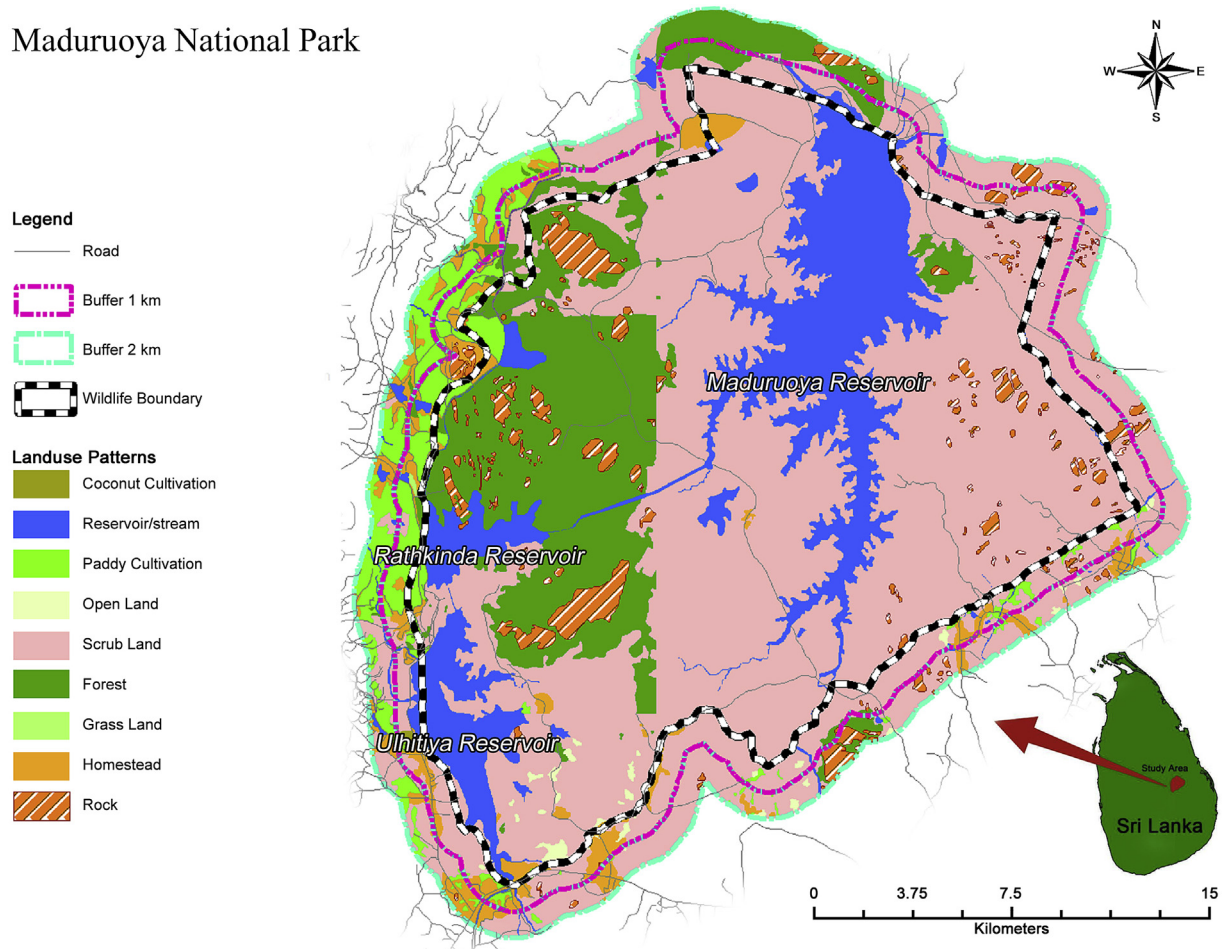 Maduruoya National Park
N
W
E
S
Legend
Road
Buffer 1 km
Buffer 2 km
Wildlife Boundary
Landuse Patterns
Coconut Cultivation
Reservoir/stream
Paddy Cultivation
Open Land
Scrub Land
Forest
Grass Land
Homestead
Rock
Maduruoya Reservoir
Rathkinda Reservoir
Ulhitiya Reservoir
Study Area
Sri Lanka
0 3.75 7.5 15
Kilometers